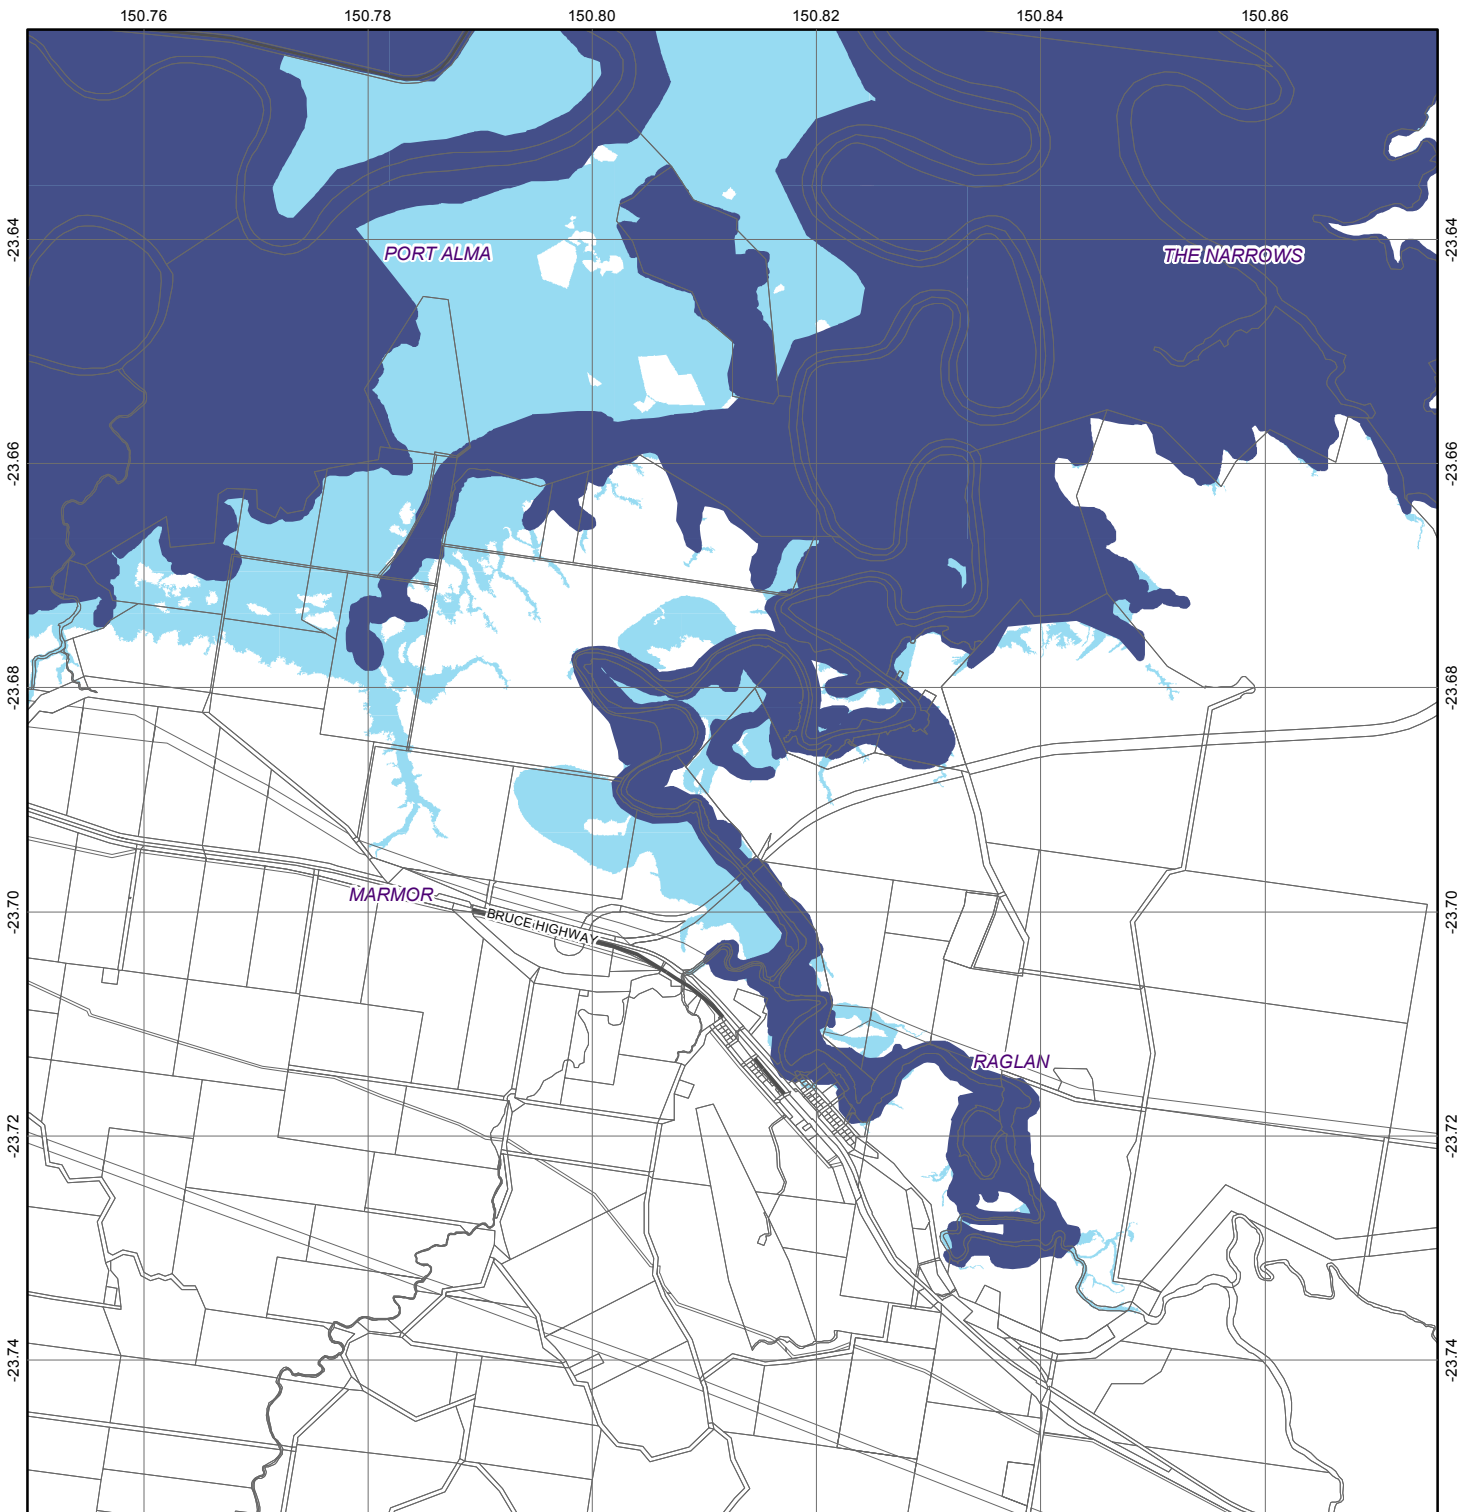 150.76 150.78 150.80 150.82 150.84 150.86
-23.64 -23.64
PORT ALMA
THE NARROWS
-23.66 -23.66
-23.68 -23.68
MARMOR
-23.70 -23.70
BRUCE HIGHWAY
RAGLAN
-23.72 -23.72
-23.74 -23.74